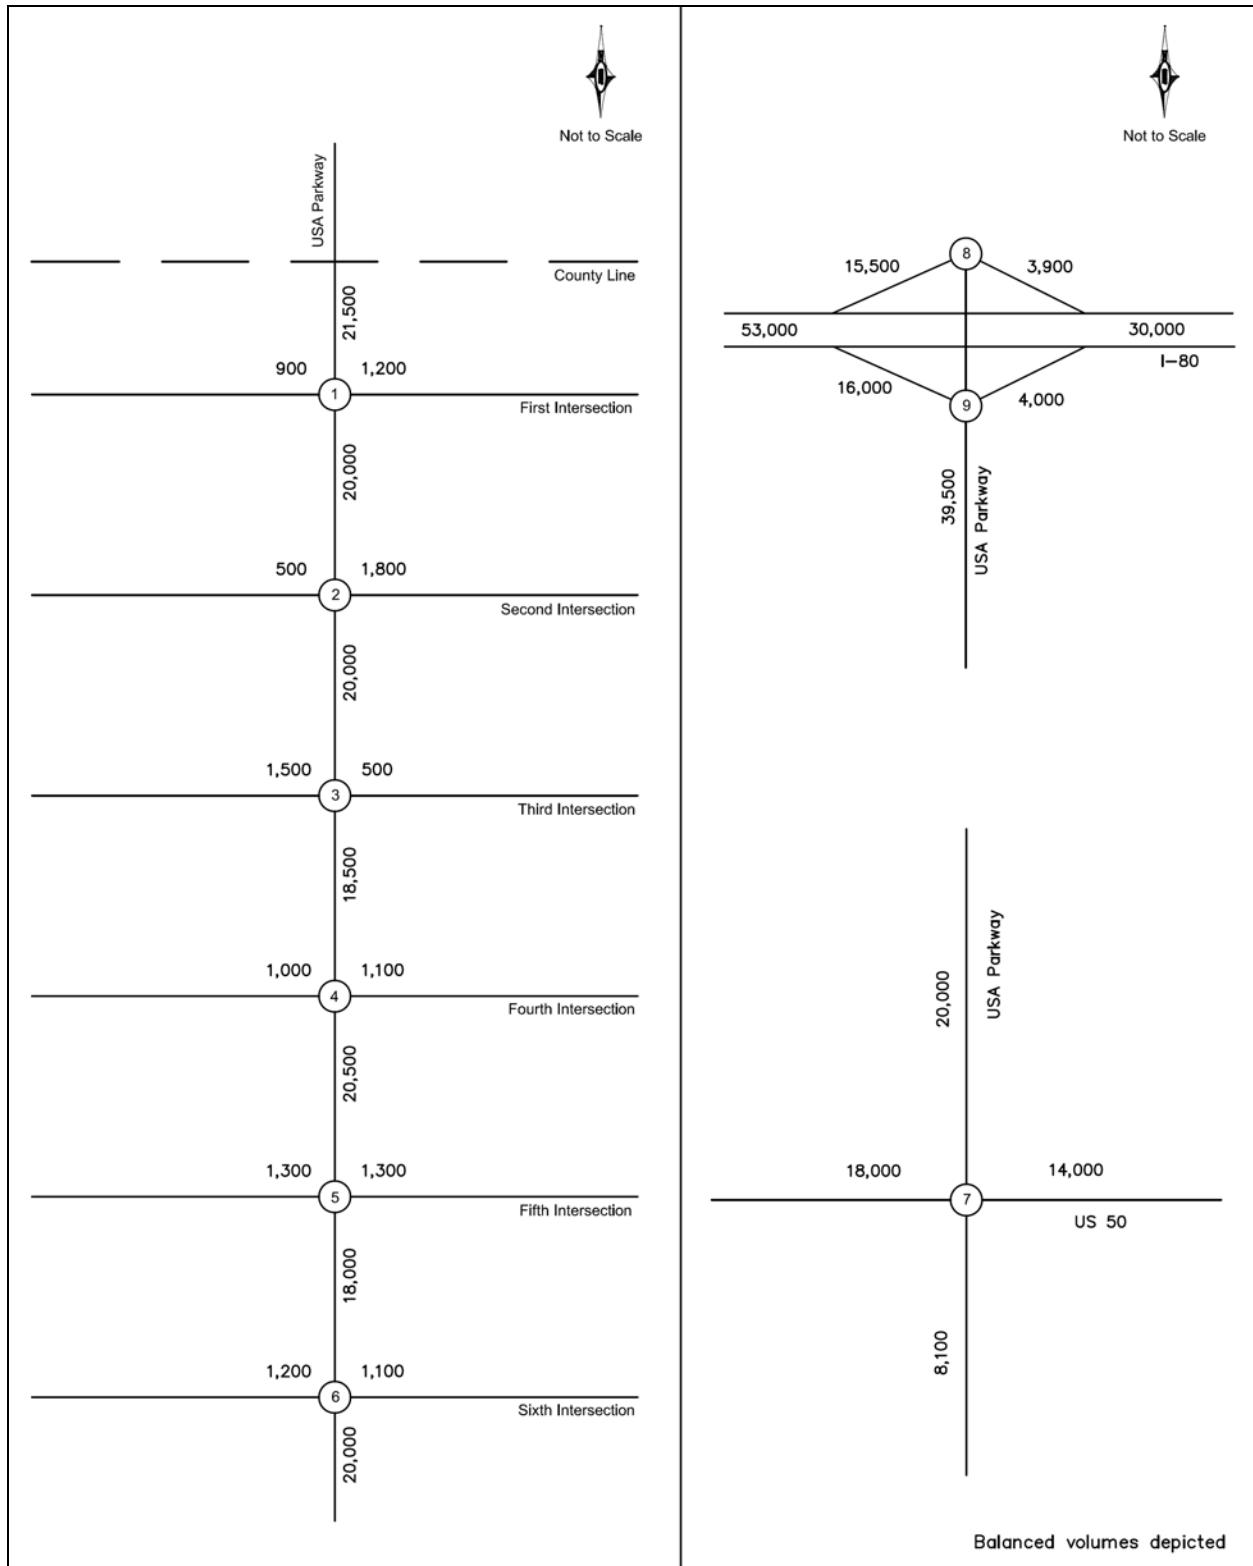 Not to Scale
USA Parkway
County Line
21,500
900 1,200
1
First Intersection
20,000
500 1,800
2
Second Intersection
20,000
1,500 500
3
Third Intersection
18,500
1,000 1,100
4
Fourth Intersection
20,500
1,300 1,300
5
Fifth Intersection
18,000
1,200 1,100
6
Sixth Intersection
20,000
Not to Scale
8
15,500 3,900
53,000 30,000
I-80
16,000 4,000
9
39,500
USA Parkway
20,000
USA Parkway
18,000 14,000
7
US 50
8,100
Balanced volumes depicted